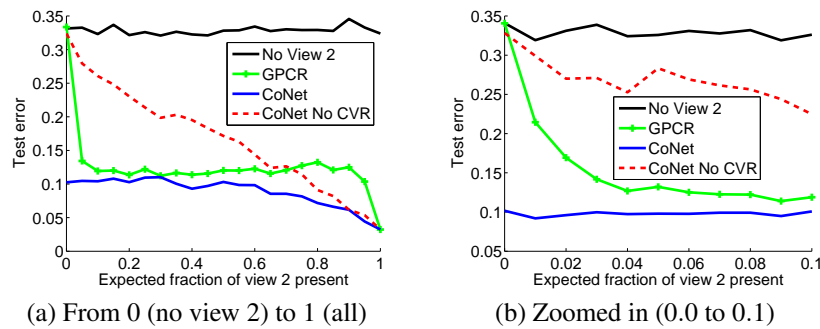 0.35
0.3
0.25
0.2
0.15
0.1
0.05
0
Test error
No View 2
GPCR
CoNet
CoNet No CVR
0 0.2 0.4 0.6 0.8 1
Expected fraction of view 2 present
(a) From 0 (no view 2) to 1 (all)
0.35
0.3
0.25
0.2
0.15
0.1
0.05
Test error
No View 2
GPCR
CoNet
CoNet No CVR
0 0.02 0.04 0.06 0.08 0.1
Expected fraction of view 2 present
(b) Zoomed in (0.0 to 0.1)